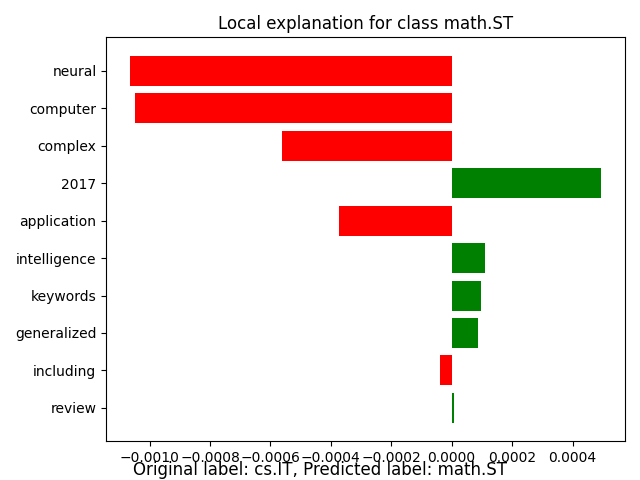 Local explanation for class math.ST
neural
computer
complex
2017
application
intelligence
keywords
generalized
including
review
−0.0010 −0.0008 −0.0006 −0.0004 −0.0002 0.0000 0.0002 0.0004
Original label: cs.IT, Predicted label: math.ST